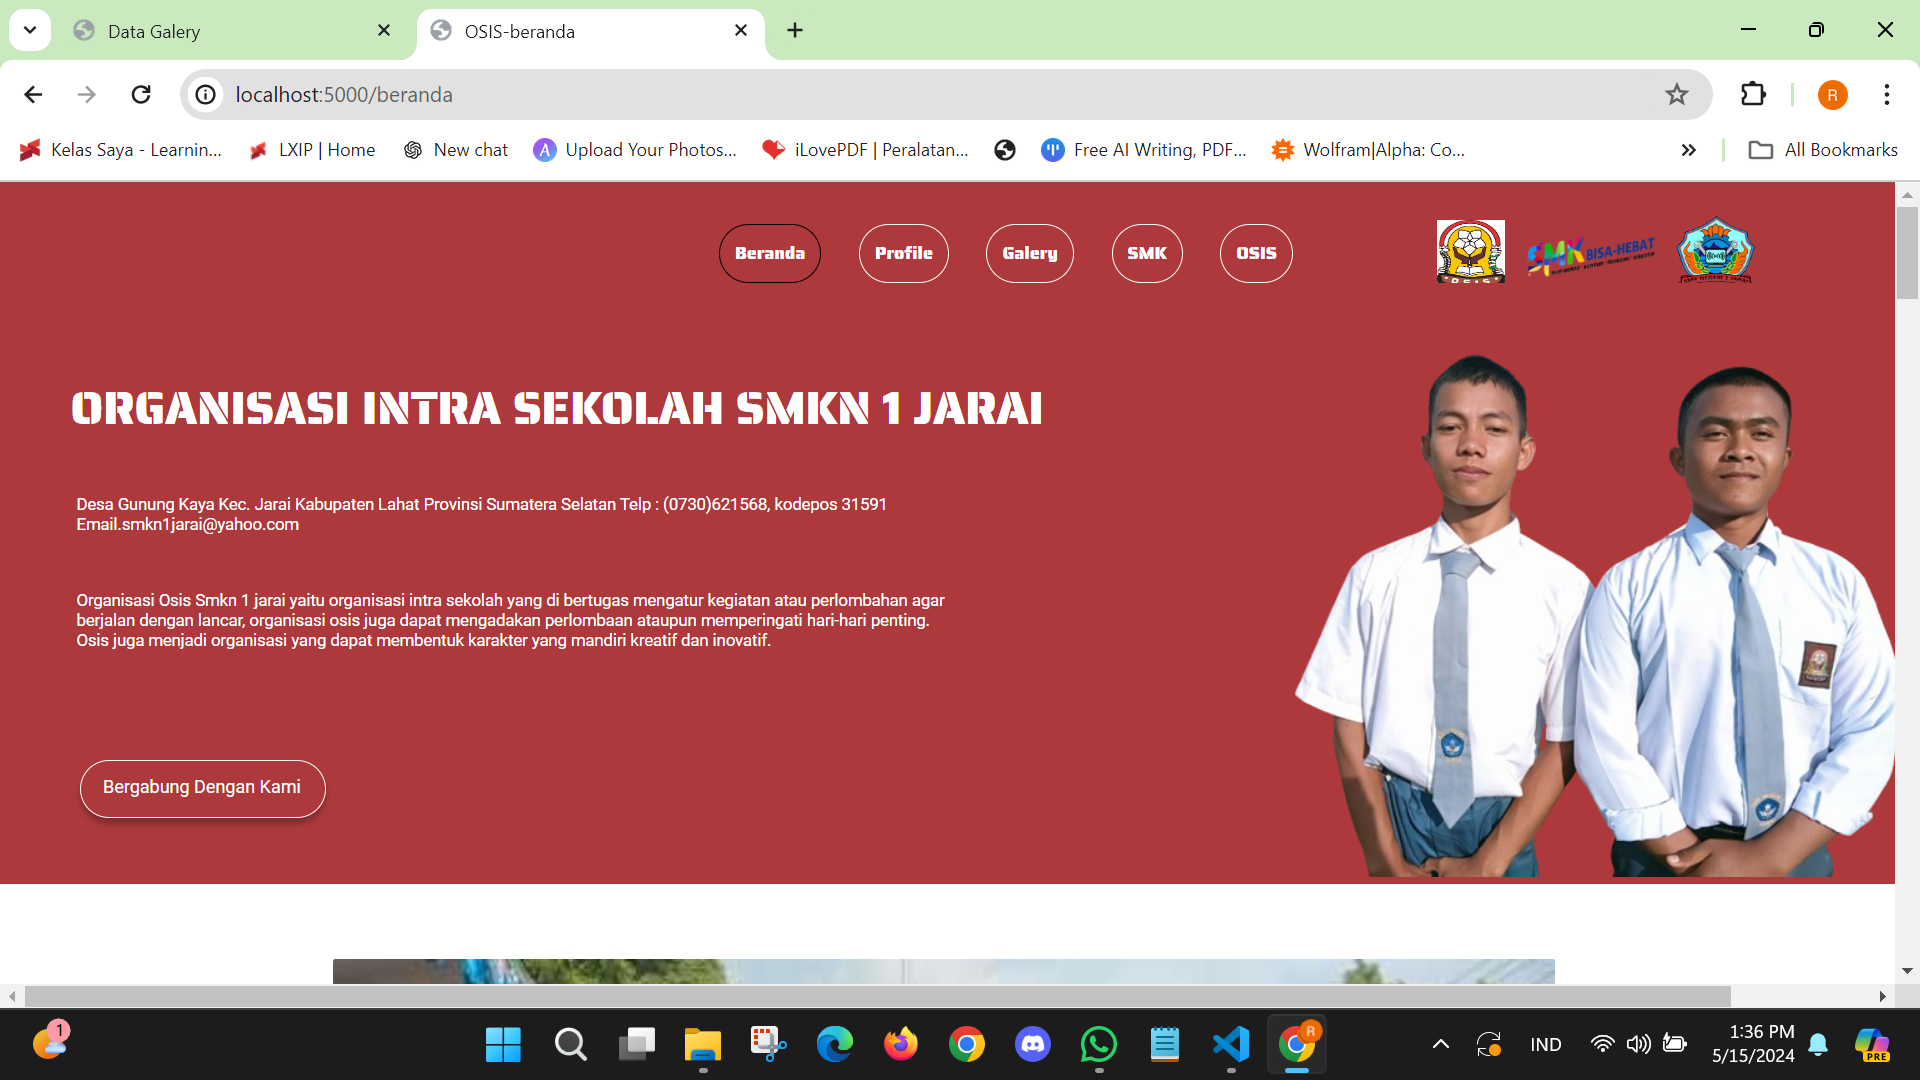 Data Galery
OSIS-beranda
localhost:5000/beranda
R
Kelas Saya - Learnin...
LXIP | Home
New chat
Upload Your Photos...
iLovePDF | Peralatan...
Free AI Writing, PDF...
Wolfram|Alpha: Co...
All Bookmarks
Beranda
Profile
Galery
SMK
OSIS
OSIS
SMK BISA-HEBAT
SMK NEGERI 1 JARAI
ORGANISASI INTRA SEKOLAH SMKN 1 JARAI
Desa Gunung Kaya Kec. Jarai Kabupaten Lahat Provinsi Sumatera Selatan Telp : (0730)621568, kodepos 31591
Email.smkn1jarai@yahoo.com
Organisasi Osis Smkn 1 jarai yaitu organisasi intra sekolah yang di bertugas mengatur kegiatan atau perlombahan agar
berjalan dengan lancar, organisasi osis juga dapat mengadakan perlombaan ataupun memperingati hari-hari penting.
Osis juga menjadi organisasi yang dapat membentuk karakter yang mandiri kreatif dan inovatif.
Bergabung Dengan Kami
1
R
IND
1:36 PM
5/15/2024
PRE